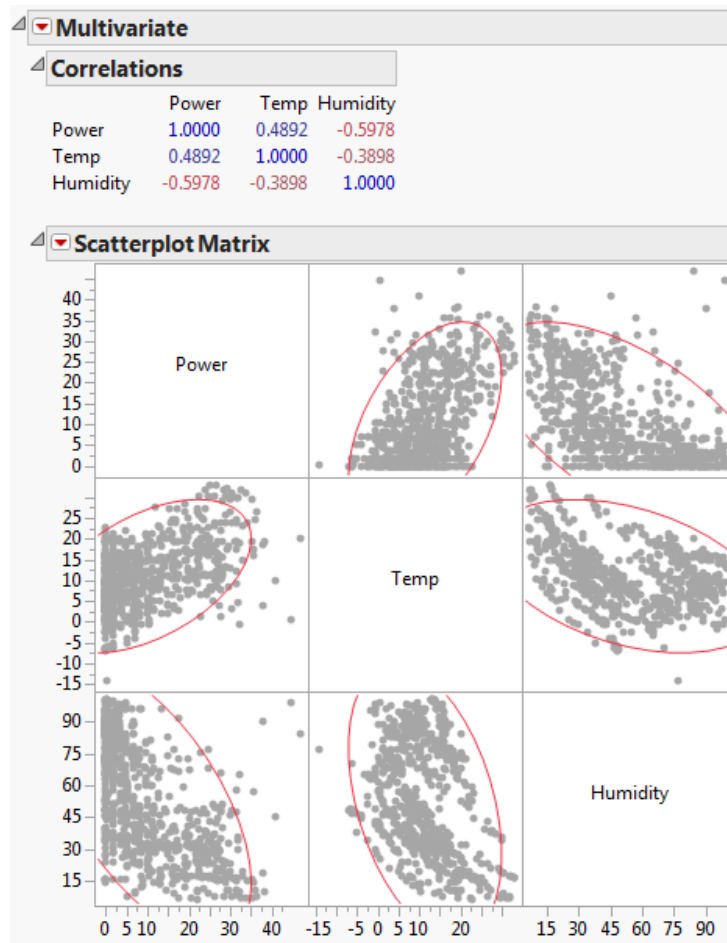 Multivariate
Correlations
Power Temp Humidity
Power 1.0000 0.4892 -0.5978
Temp 0.4892 1.0000 -0.3898
Humidity -0.5978 -0.3898 1.0000
Scatterplot Matrix
40
35
30
25
20
15
10
5
0
Power
25
20
15
10
5
0
-5
-10
-15
Temp
90
75
60
45
30
15
Humidity
0 5 10 20 30 40 -15 -5 0 5 10 20 15 30 45 60 75 90